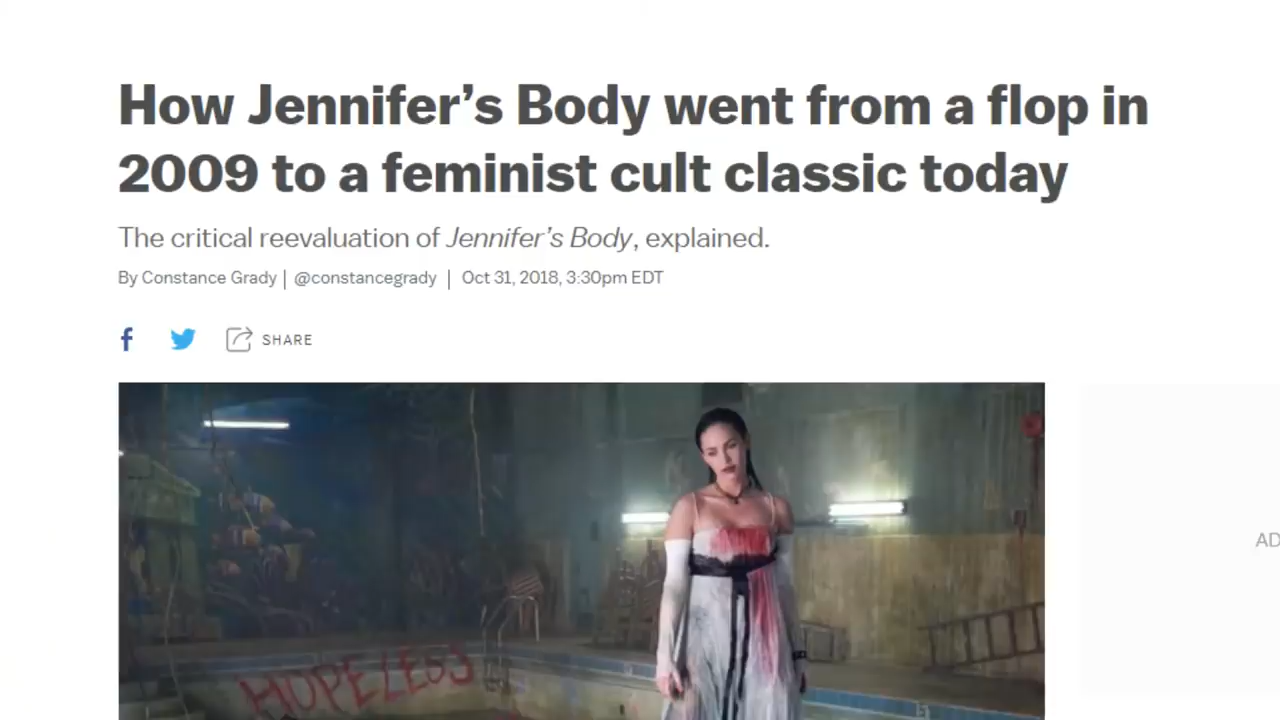 How Jennifer’s Body went from a flop in
2009 to a feminist cult classic today
The critical reevaluation of Jennifer’s Body, explained.
By Constance Grady | @constancegrady | Oct 31, 2018, 3:30pm EDT
SHARE
AD
HOPELESS